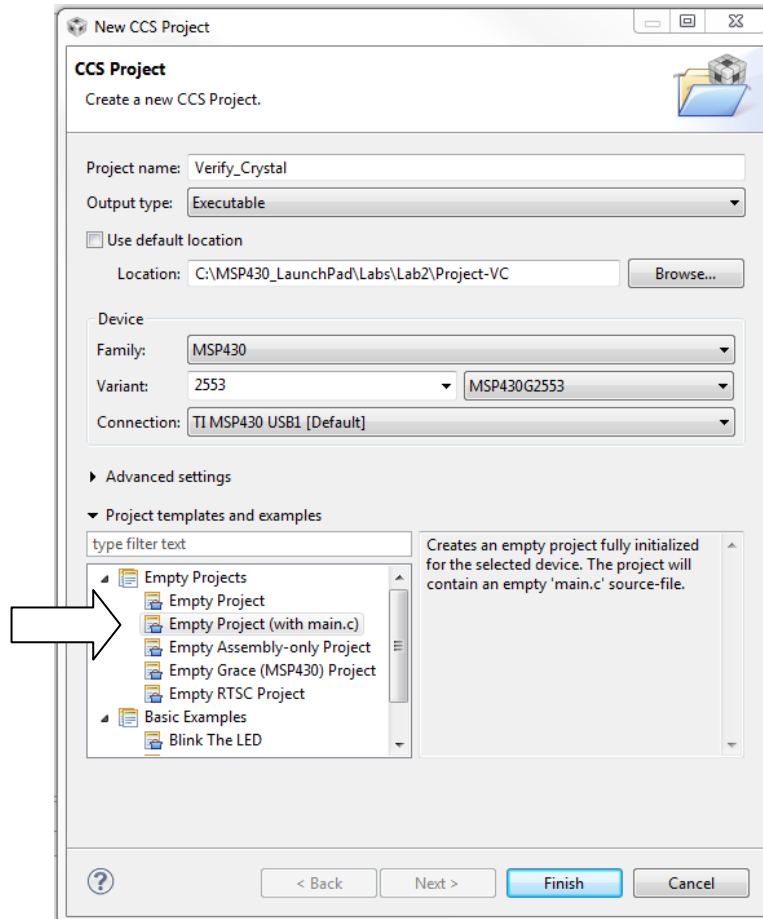 New CCS Project
CCS Project
Create a new CCS Project.
Project name: Verify_Crystal
Output type: Executable
Use default location
Location: C:\MSP430_LaunchPad\Labs\Lab2\Project-VC Browse...
Device
Family: MSP430
Variant: 2553 MSP430G2553
Connection: TI MSP430 USB1 [Default]
Advanced settings
Project templates and examples
type filter text
Empty Projects
Empty Project
Empty Project (with main.c)
Empty Assembly-only Project
Empty Grace (MSP430) Project
Empty RTSC Project
Basic Examples
Blink The LED
Creates an empty project fully initialized
for the selected device. The project will
contain an empty 'main.c' source-file.
? < Back Next > Finish Cancel